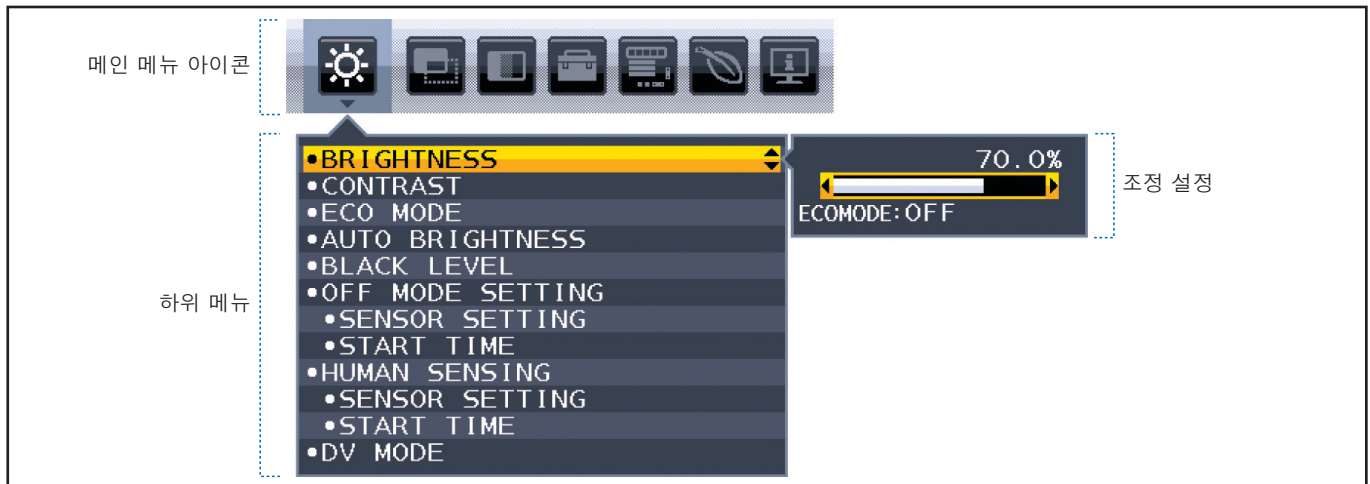 메인 메뉴 아이콘
•BRIGHTNESS
•CONTRAST
•ECO MODE
•AUTO BRIGHTNESS
•BLACK LEVEL
•OFF MODE SETTING
•SENSOR SETTING
•START TIME
•HUMAN SENSING
•SENSOR SETTING
•START TIME
•DV MODE
70.0%
ECOMODE:OFF
조정 설정
하위 메뉴